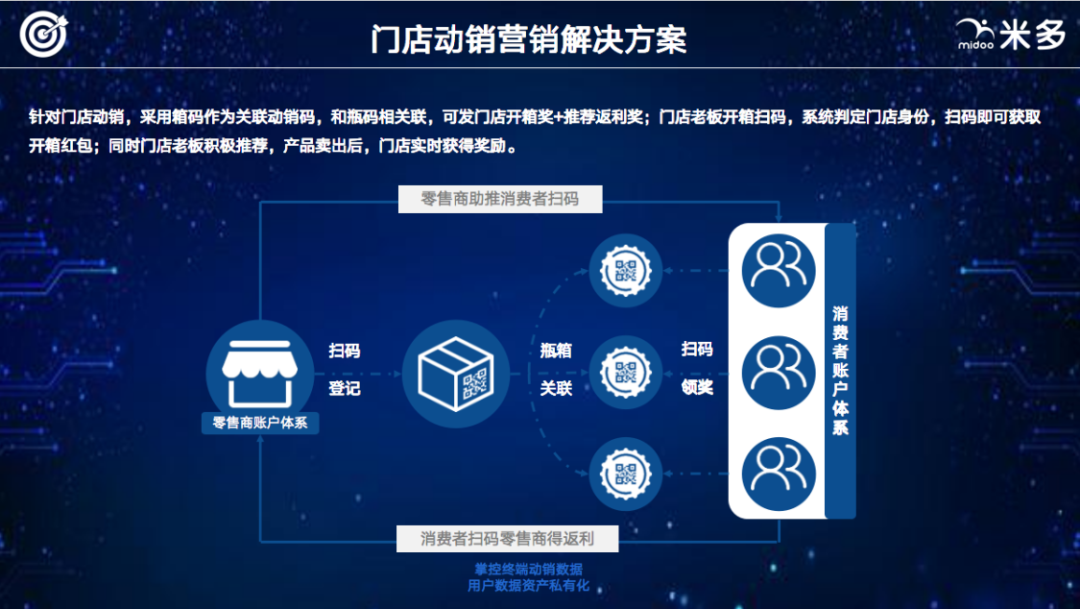 门店动销营销解决方案
midoo 米多
针对门店动销，采用箱码作为关联动销码，和瓶码相关联，可发门店开箱奖+推荐返利奖；门店老板开箱扫码，系统判定门店身份，扫码即可获取
开箱红包；同时门店老板积极推荐，产品卖出后，门店实时获得奖励。
零售商助推消费者扫码
扫码
登记
零售商账户体系
瓶箱
关联
扫码
领奖
消费者账户体系
消费者扫码零售商得返利
掌控终端动销数据
用户数据资产私有化